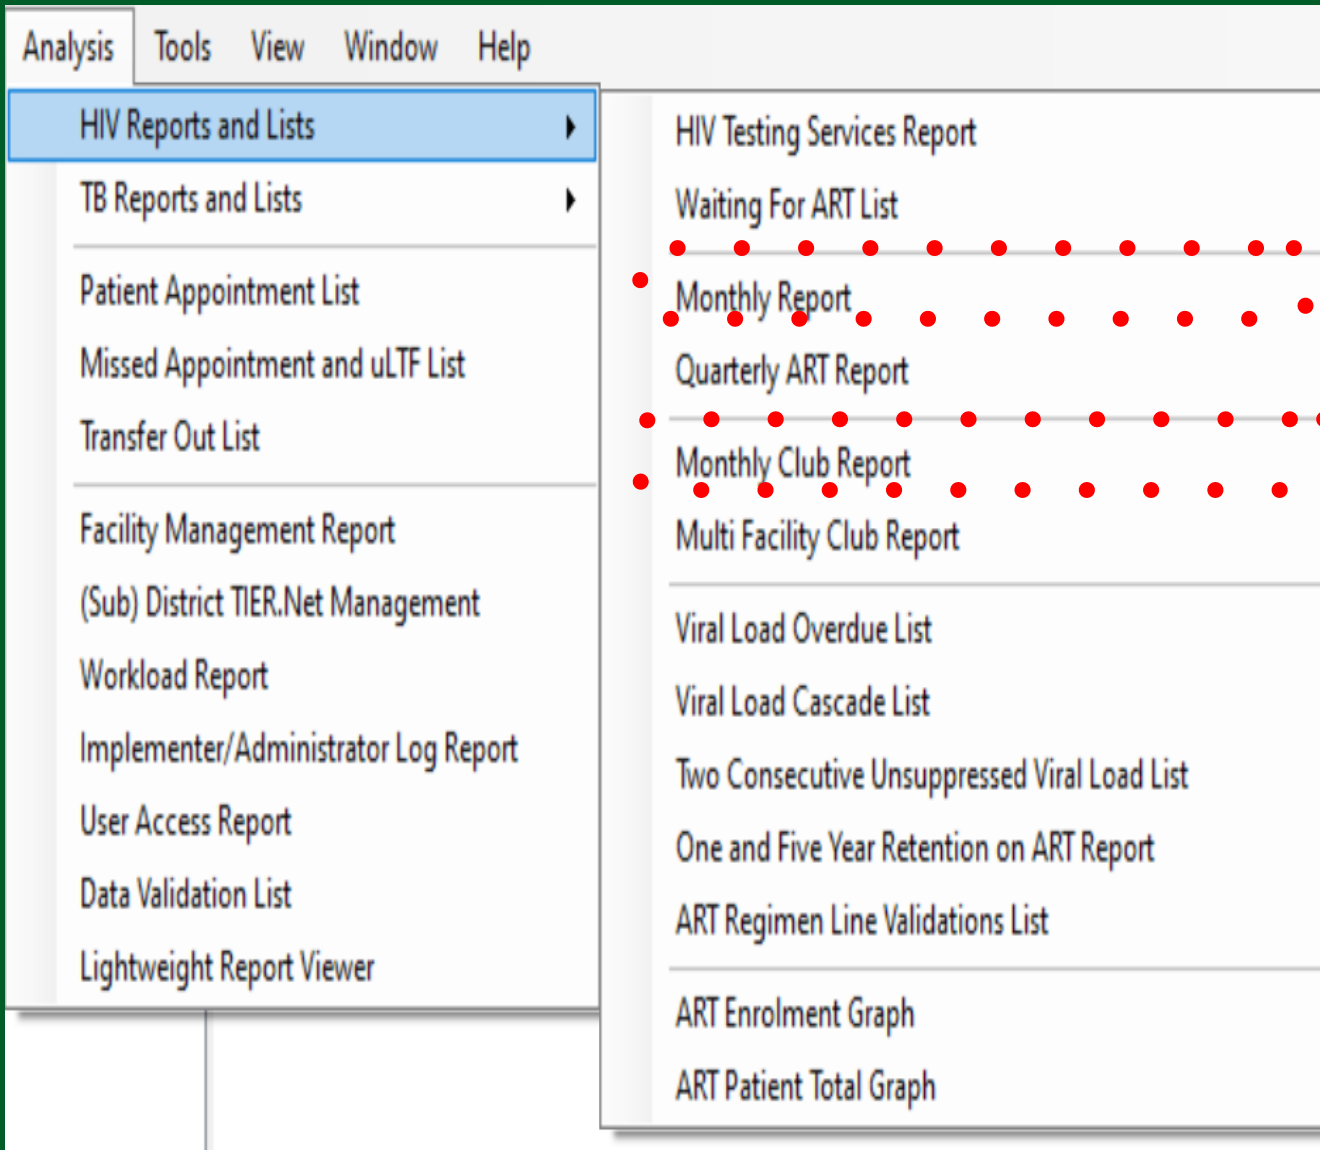 Analysis Tools View Window Help
HIV Reports and Lists
TB Reports and Lists
Patient Appointment List
Missed Appointment and uLTF List
Transfer Out List
Facility Management Report
(Sub) District TIER.Net Management
Workload Report
Implementer/Administrator Log Report
User Access Report
Data Validation List
Lightweight Report Viewer
HIV Testing Services Report
Waiting For ART List
Monthly Report
Quarterly ART Report
Monthly Club Report
Multi Facility Club Report
Viral Load Overdue List
Viral Load Cascade List
Two Consecutive Unsuppressed Viral Load List
One and Five Year Retention on ART Report
ART Regimen Line Validations List
ART Enrolment Graph
ART Patient Total Graph